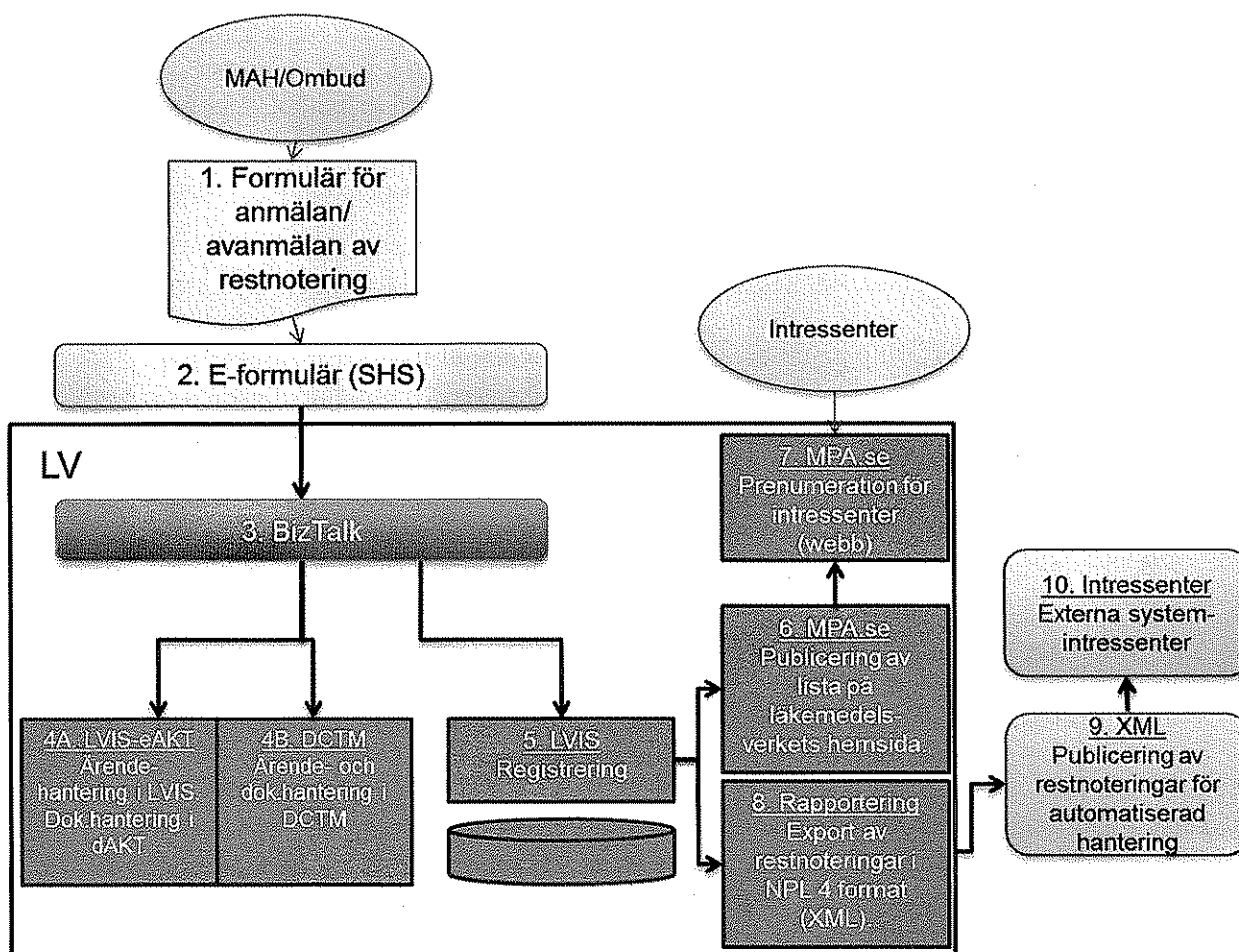 MAH/Ombud
1. Formulär för
anmälan/
avanmälan av
restnotering
2. E-formulär (SHS)
Intressenter
LV
3. BizTalk
4A. LVIS-eAKT
Ärende-
hantering i LVIS
Dok.hantering i
dAKT
4B. DCTM
Ärende- och
dok.hantering i
DCTM
5. LVIS
Registrering
7. MPA.se
Prenumeration för
intressenter
(webb)
6. MPA.se
Publicering av
lista på
läkemedels-
verkets hemsida
8. Rapportering
Export av
restnoteringar i
NPL 4 format
(XML)
10. Intressenter
Externa system-
intressenter
9. XML
Publicering av
restnoteringar för
automatiserad
hantering